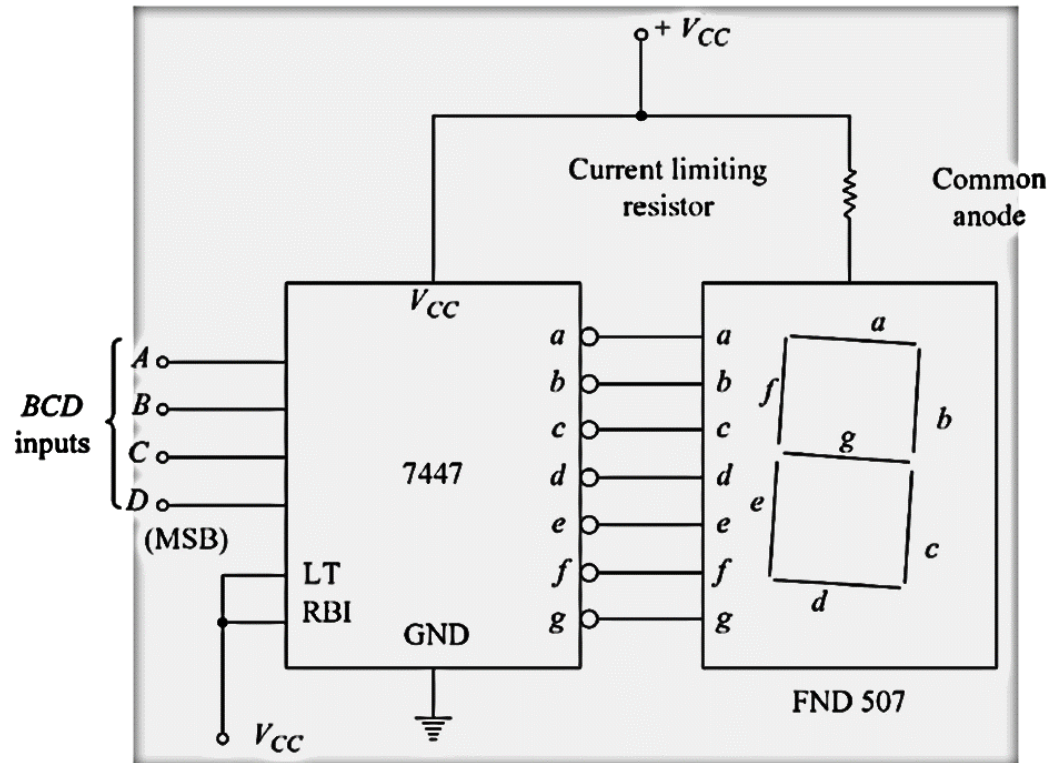 + VCC
Current limiting
resistor
Common
anode
VCC
A
B
C
D
(MSB)
BCD
inputs
7447
LT
RBI
GND
VCC
a
b
c
d
e
f
g
a
b
c
d
e
f
g
a
b
c
d
e
f
g
FND 507